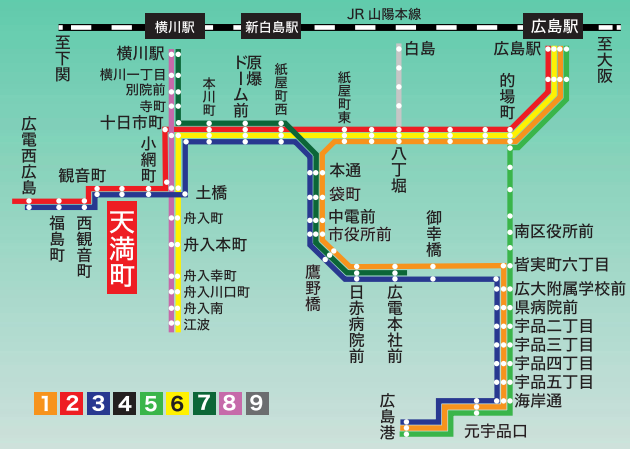 JR 山陽本線
横川駅
新白島駅
広島駅
至下関
至大阪
横川駅
横川一丁目
別院前
寺町
十日市町
本川町
原爆ドーム前
紙屋町西
紙屋町東
白島
広島駅
的場町
広電西広島
観音町
小網町
土橋
福島町
西観音町
天満町
舟入町
舟入本町
舟入幸町
舟入川口町
舟入南
江波
八丁堀
本通
袋町
中電前
市役所前
鷹野橋
日赤病院前
広電本社前
御幸橋
南区役所前
皆実町六丁目
広大附属学校前
県病院前
宇品二丁目
宇品三丁目
宇品四丁目
宇品五丁目
海岸通
元宇品口
広島港
1 2 3 4 5 6 7 8 9